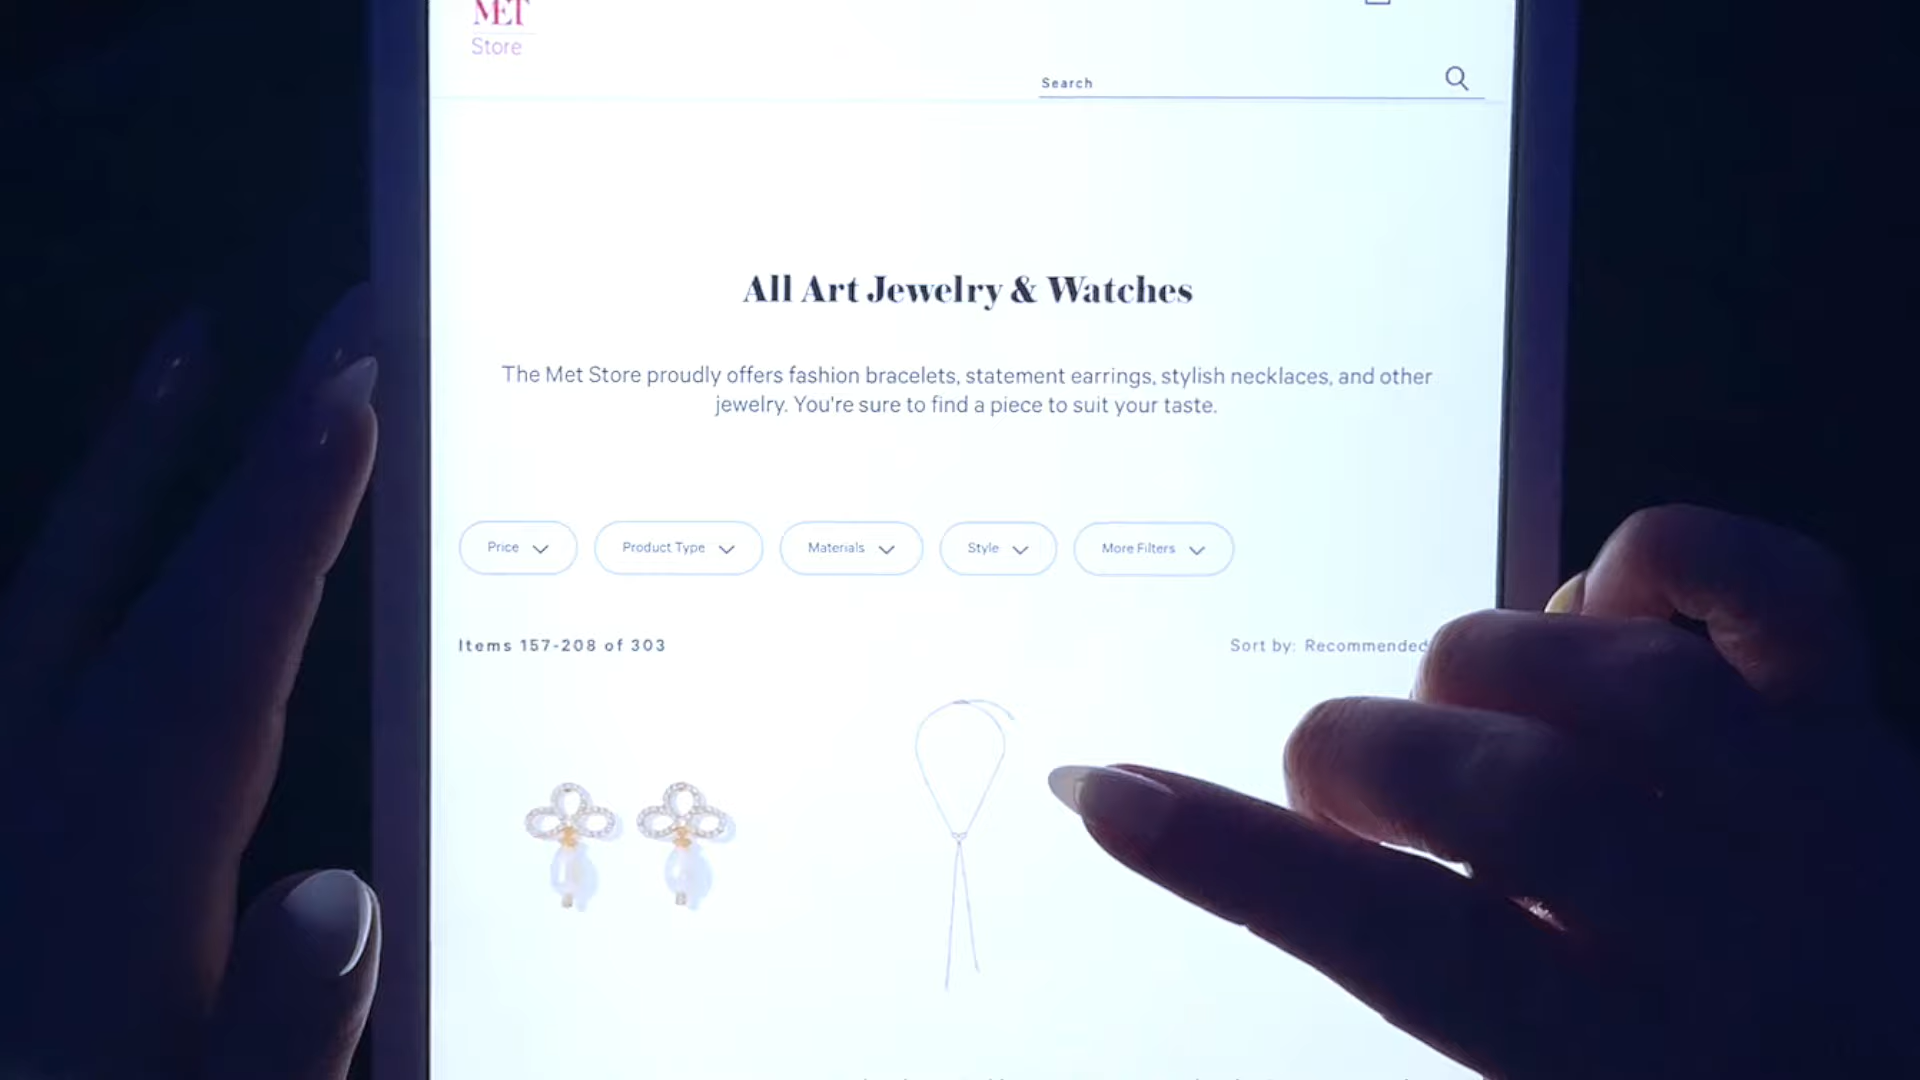 MET
Store
Search
All Art Jewelry & Watches
The Met Store proudly offers fashion bracelets, statement earrings, stylish necklaces, and other
jewelry. You're sure to find a piece to suit your taste.
Price
Product Type
Materials
Style
More Filters
Items 157-208 of 303
Sort by: Recommended